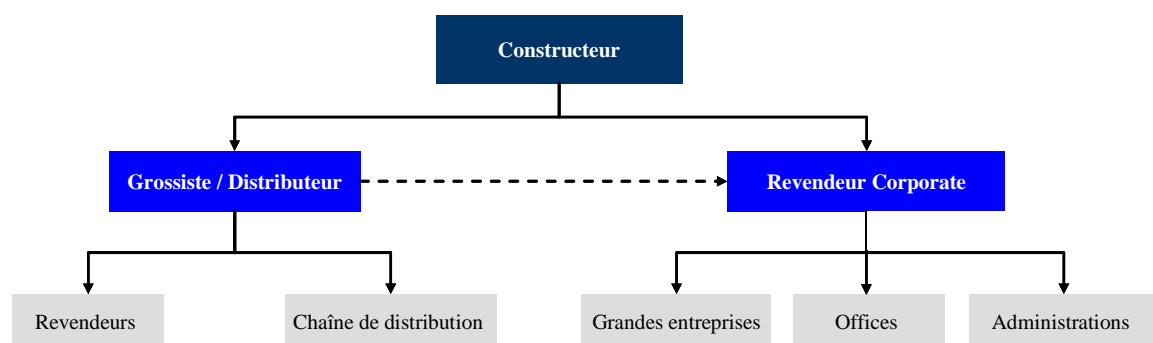 Constructeur
Grossiste / Distributeur
Revendeur Corporate
Revendeurs
Chaîne de distribution
Grandes entreprises
Offices
Administrations